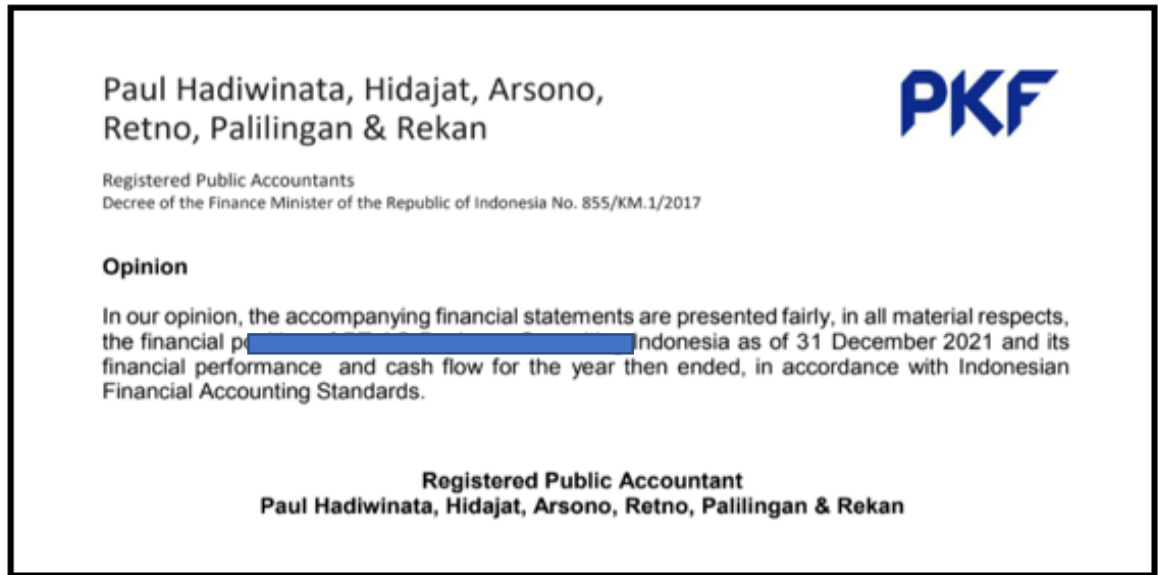 Paul Hadiwinata, Hidajat, Arsono,
Retno, Palilingan & Rekan
PKF
Registered Public Accountants
Decree of the Finance Minister of the Republic of Indonesia No. 855/KM.1/2017
Opinion
In our opinion, the accompanying financial statements are presented fairly, in all material respects,
the financial Indonesia as of 31 December 2021 and its
financial performance and cash flow for the year then ended, in accordance with Indonesian
Financial Accounting Standards.
Registered Public Accountant
Paul Hadiwinata, Hidajat, Arsono, Retno, Palilingan & Rekan